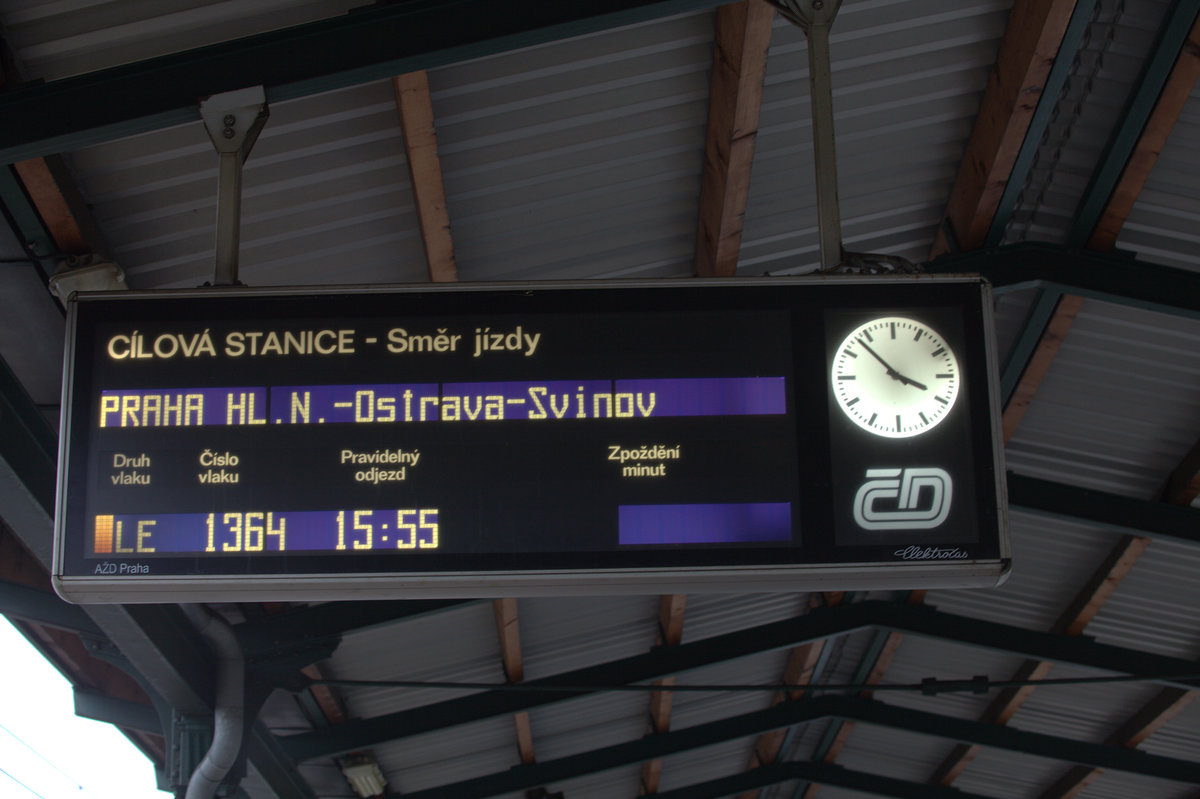 CÍLOVÁ STANICE - Směr jízdy
PRAHA HL.N.-Ostrava-Svinov
Druh vlaku
Číslo vlaku
Pravidelný odjezd
Zpoždění minut
LE 1364 15:55
ČD
AŽD Praha
Elektročas